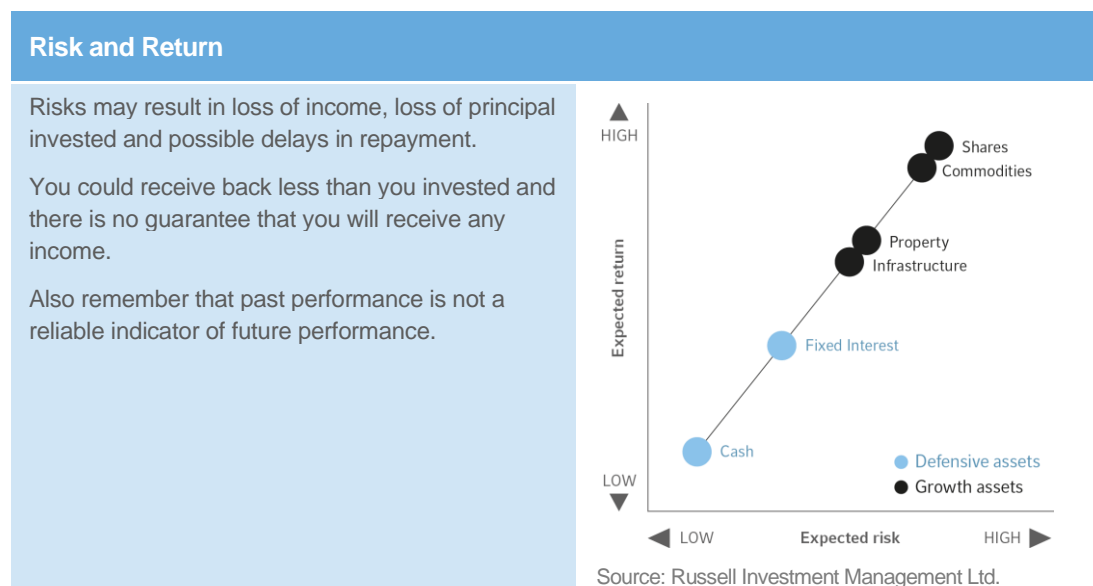 Risk and Return
Risks may result in loss of income, loss of principal
invested and possible delays in repayment.
You could receive back less than you invested and
there is no guarantee that you will receive any
income.
Also remember that past performance is not a
reliable indicator of future performance.
HIGH
Shares
Commodities
Property
Infrastructure
Expected return
Fixed Interest
Cash
Defensive assets
LOW
Growth assets
LOW Expected risk HIGH
Source: Russell Investment Management Ltd.